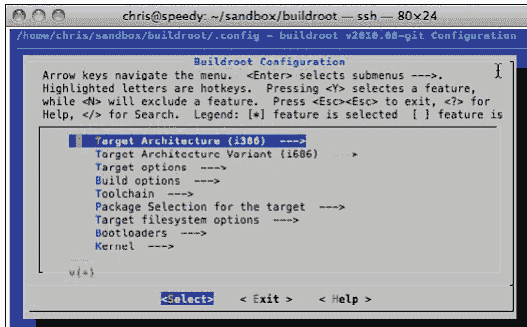 chris@speedy: ~/sandbox/buildroot — ssh — 80×24
/home/chris/sandbox/buildroot/.config - buildroot v2010.08-git Configuration
Buildroot Configuration
Arrow keys navigate the menu. <Enter> selects submenus --->.
Highlighted letters are hotkeys. Pressing <Y> selectes a feature,
while <N> will exclude a feature. Press <Esc><Esc> to exit, <?> for
Help, </> for Search. Legend: [*] feature is selected [ ] feature is
Target Architecture (i386) --->
Target Architecture Variant (i686) --->
Target options --->
Build options --->
Toolchain --->
Package Selection for the target --->
Target filesystem options --->
Bootloaders --->
Kernel --->
v(+)
<Select> < Exit > < Help >